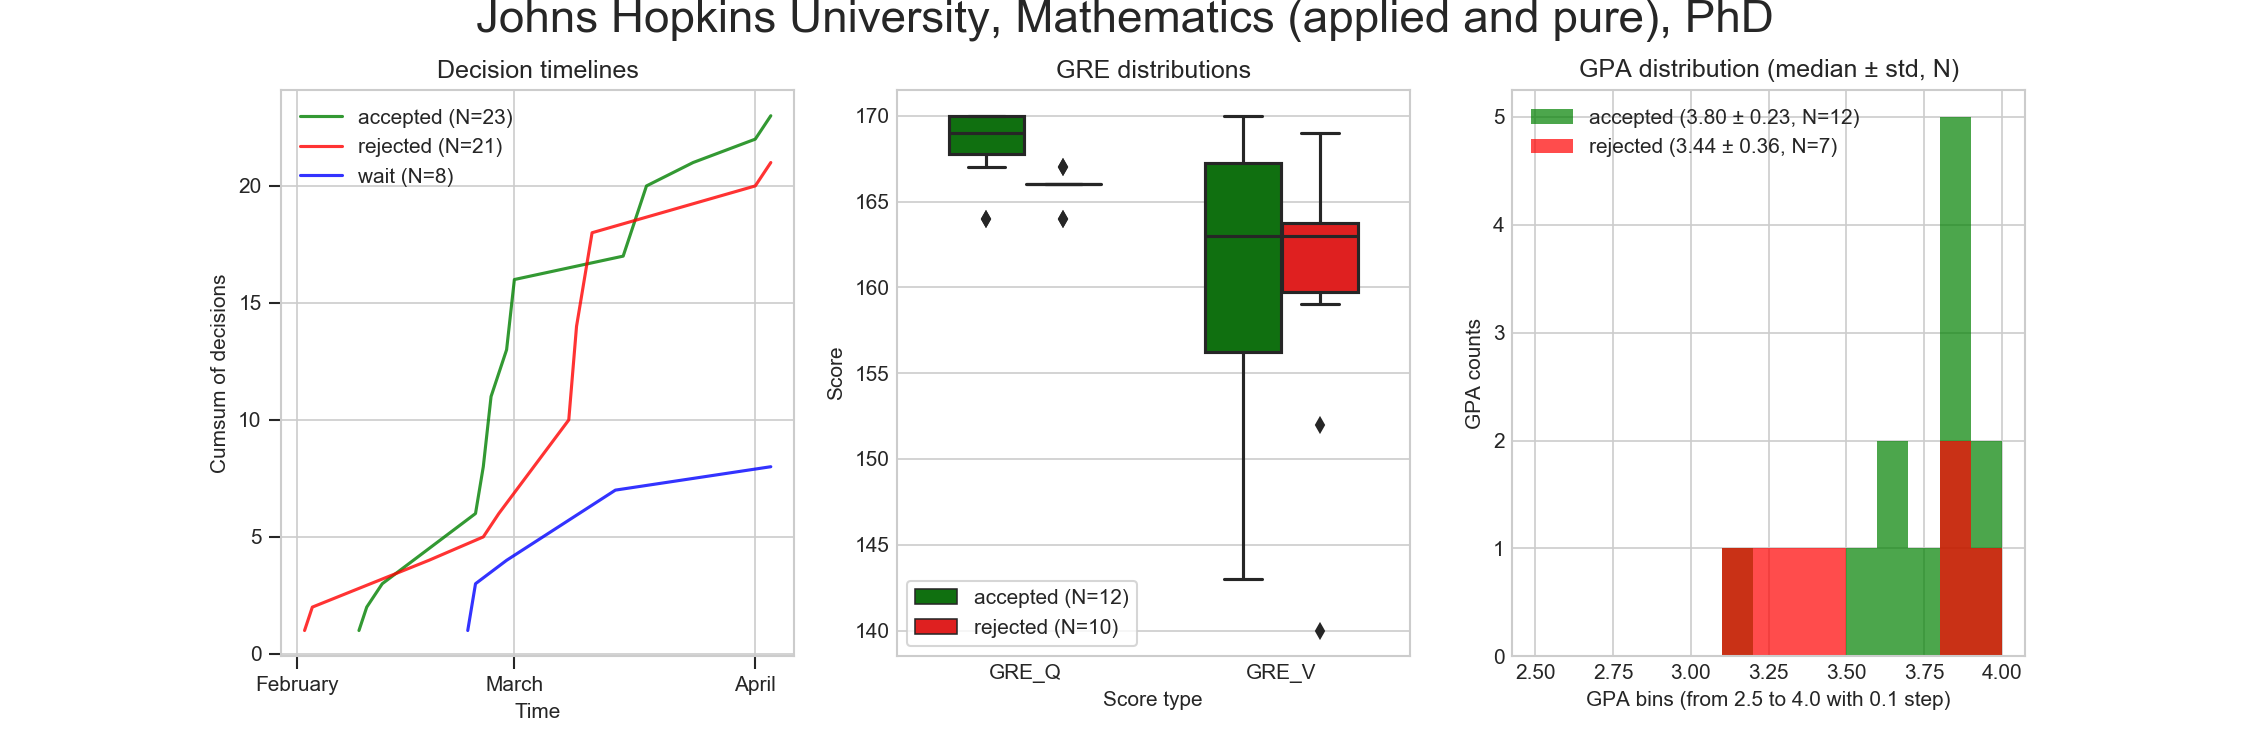 Johns Hopkins University, Mathematics (applied and pure), PhD
Decision timelines
accepted (N=23)
rejected (N=21)
wait (N=8)
20
15
10
5
0
Cumsum of decisions
February
March
April
Time
GRE distributions
170
165
160
155
150
145
140
Score
accepted (N=12)
rejected (N=10)
GRE_Q
GRE_V
Score type
GPA distribution (median ± std, N)
accepted (3.80 ± 0.23, N=12)
rejected (3.44 ± 0.36, N=7)
5
4
3
2
1
0
GPA counts
2.50
2.75
3.00
3.25
3.50
3.75
4.00
GPA bins (from 2.5 to 4.0 with 0.1 step)